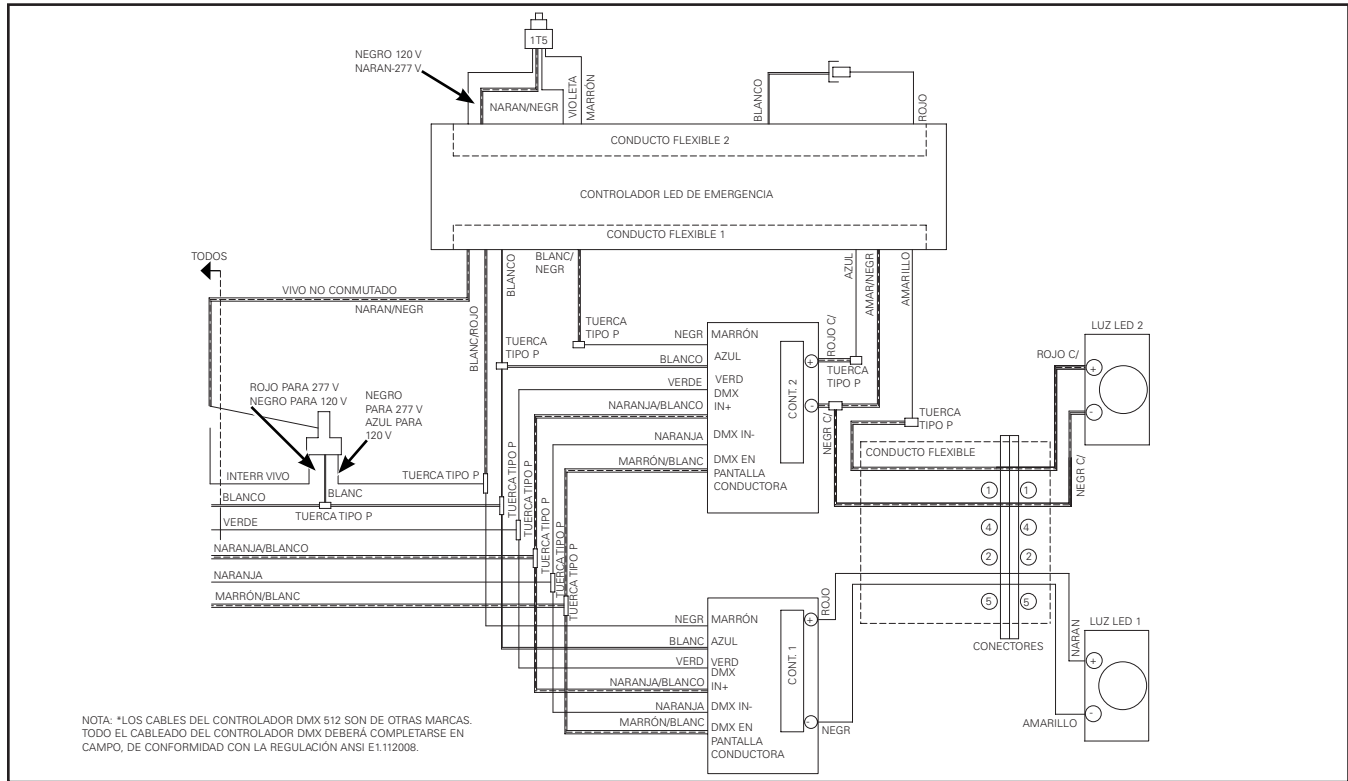 1T5
NEGRO 120 V
NARAN-277 V
NARAN/NEGR
VIOLETA
MARRÓN
BLANCO
ROJO
CONDUCTO FLEXIBLE 2
CONTROLADOR LED DE EMERGENCIA
CONDUCTO FLEXIBLE 1
TODOS
VIVO NO CONMUTADO
NARAN/NEGR
BLANC/ROJO
BLANCO
BLANC/
NEGR
AZUL
AMAR/NEGR
AMARILLO
TUERCA
TIPO P
TUERCA
TIPO P
NEGR
MARRÓN
BLANCO
AZUL
VERDE
VERD
DMX
NARANJA/BLANCO
IN+
NARANJA
DMX IN-
MARRÓN/BLANC
DMX EN
PANTALLA
CONDUCTORA
CONT. 2
+
-
ROJO C/
TUERCA
TIPO P
NEGR C/
TUERCA
TIPO P
LUZ LED 2
ROJO C/
+
-
NEGR C/
ROJO PARA 277 V
NEGRO PARA 120 V
NEGRO
PARA 277 V
AZUL PARA
120 V
INTERR VIVO
BLANC
TUERCA TIPO P
BLANCO
TUERCA TIPO P
VERDE
NARANJA/BLANCO
NARANJA
MARRÓN/BLANC
TUERCA TIPO P
TUERCA TIPO P
TUERCA TIPO P
TUERCA TIPO P
TUERCA TIPO P
CONDUCTO FLEXIBLE
1 1
4 4
2 2
5 5
CONECTORES
NEGR
MARRÓN
BLANC
AZUL
VERD
VERD
DMX
NARANJA/BLANCO
IN+
NARANJA
DMX IN-
MARRÓN/BLANC
DMX EN
PANTALLA
CONDUCTORA
CONT. 1
+
-
ROJO
NEGR
LUZ LED 1
NARAN
+
-
AMARILLO
NOTA: *LOS CABLES DEL CONTROLADOR DMX 512 SON DE OTRAS MARCAS.
TODO EL CABLEADO DEL CONTROLADOR DMX DEBERÁ COMPLETARSE EN
CAMPO, DE CONFORMIDAD CON LA REGULACIÓN ANSI E1.112008.